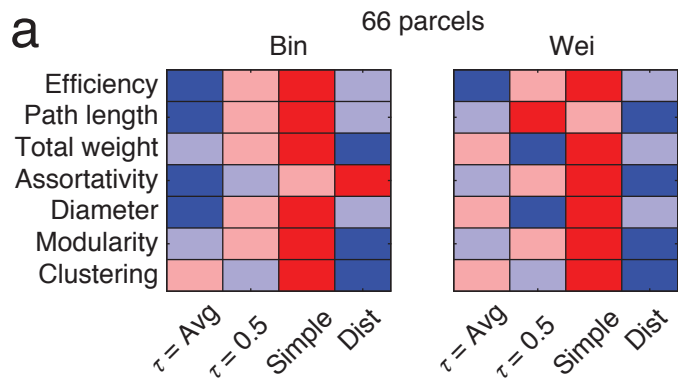 a
66 parcels
Bin
Wei
Efficiency
Path length
Total weight
Assortativity
Diameter
Modularity
Clustering
τ = Avg
τ = 0.5
Simple
Dist
τ = Avg
τ = 0.5
Simple
Dist